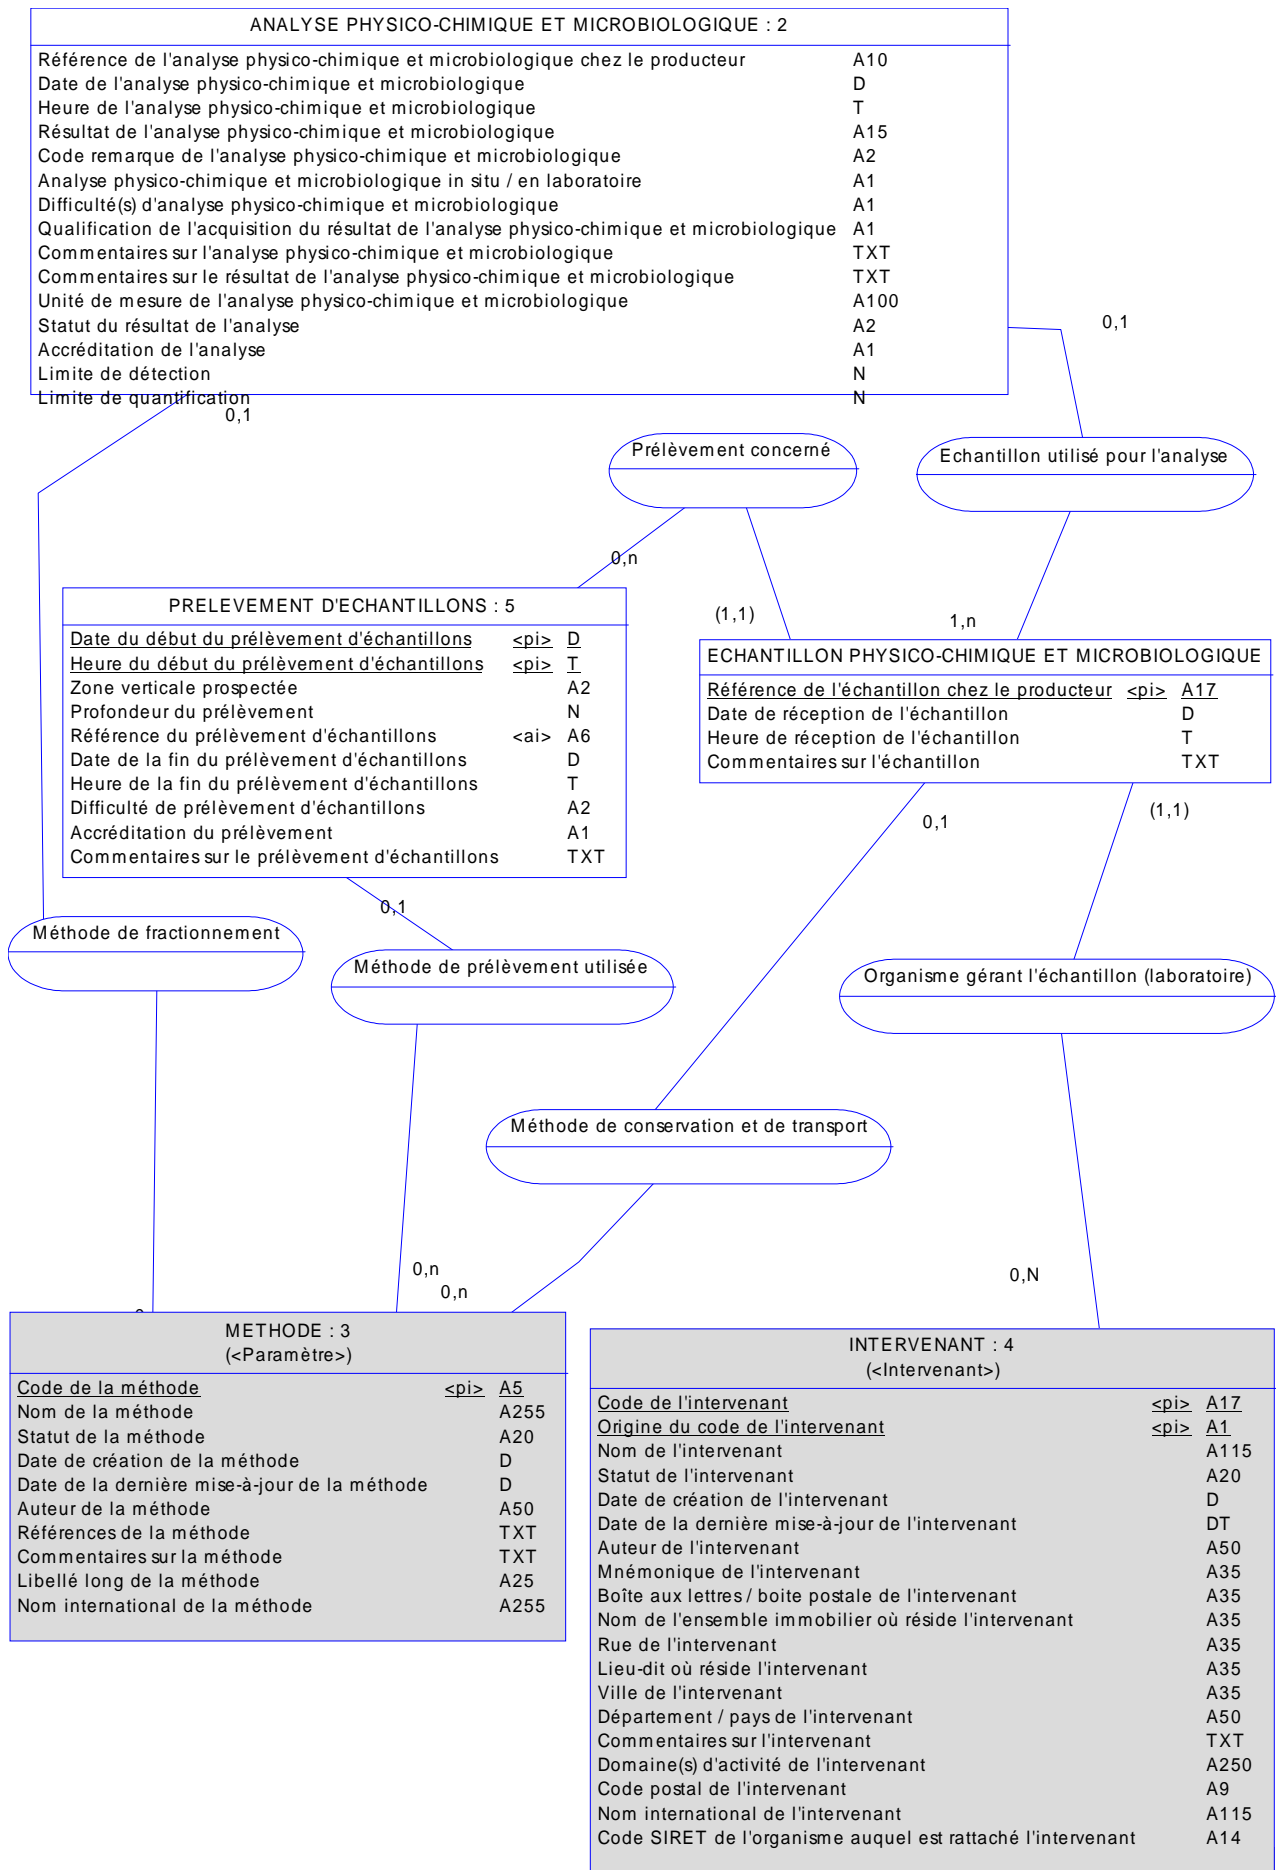 ANALYSE PHYSICO-CHIMIQUE ET MICROBIOLOGIQUE : 2
Référence de l'analyse physico-chimique et microbiologique chez le producteur A10
Date de l'analyse physico-chimique et microbiologique D
Heure de l'analyse physico-chimique et microbiologique T
Résultat de l'analyse physico-chimique et microbiologique A15
Code remarque de l'analyse physico-chimique et microbiologique A2
Analyse physico-chimique et microbiologique in situ / en laboratoire A1
Difficulté(s) d'analyse physico-chimique et microbiologique A1
Qualification de l'acquisition du résultat de l'analyse physico-chimique et microbiologique A1
Commentaires sur l'analyse physico-chimique et microbiologique TXT
Commentaires sur le résultat de l'analyse physico-chimique et microbiologique TXT
Unité de mesure de l'analyse physico-chimique et microbiologique A100
Statut du résultat de l'analyse A2
Accréditation de l'analyse A1
Limite de détection N
Limite de quantification N
0,1
0,1
Prélèvement concerné
Echantillon utilisé pour l'analyse
0,n
(1,1)
1,n
PRELEVEMENT D'ECHANTILLONS : 5
Date du début du prélèvement d'échantillons <pi> D
Heure du début du prélèvement d'échantillons <pi> T
Zone verticale prospectée A2
Profondeur du prélèvement N
Référence du prélèvement d'échantillons <ai> A6
Date de la fin du prélèvement d'échantillons D
Heure de la fin du prélèvement d'échantillons T
Difficulté de prélèvement d'échantillons A2
Accréditation du prélèvement A1
Commentaires sur le prélèvement d'échantillons TXT
ECHANTILLON PHYSICO-CHIMIQUE ET MICROBIOLOGIQUE
Référence de l'échantillon chez le producteur <pi> A17
Date de réception de l'échantillon D
Heure de réception de l'échantillon T
Commentaires sur l'échantillon TXT
0,1
(1,1)
0,1
Méthode de fractionnement
Méthode de prélèvement utilisée
Organisme gérant l'échantillon (laboratoire)
Méthode de conservation et de transport
0,n
0,n
0,N
METHODE : 3
(<Paramètre>)
Code de la méthode <pi> A5
Nom de la méthode A255
Statut de la méthode A20
Date de création de la méthode D
Date de la dernière mise-à-jour de la méthode D
Auteur de la méthode A50
Références de la méthode TXT
Commentaires sur la méthode TXT
Libellé long de la méthode A25
Nom international de la méthode A255
INTERVENANT : 4
(<Intervenant>)
Code de l'intervenant <pi> A17
Origine du code de l'intervenant <pi> A1
Nom de l'intervenant A115
Statut de l'intervenant A20
Date de création de l'intervenant D
Date de la dernière mise-à-jour de l'intervenant DT
Auteur de l'intervenant A50
Mnémonique de l'intervenant A35
Boîte aux lettres / boite postale de l'intervenant A35
Nom de l'ensemble immobilier où réside l'intervenant A35
Rue de l'intervenant A35
Lieu-dit où réside l'intervenant A35
Ville de l'intervenant A35
Département / pays de l'intervenant A50
Commentaires sur l'intervenant TXT
Domaine(s) d'activité de l'intervenant A250
Code postal de l'intervenant A9
Nom international de l'intervenant A115
Code SIRET de l'organisme auquel est rattaché l'intervenant A14